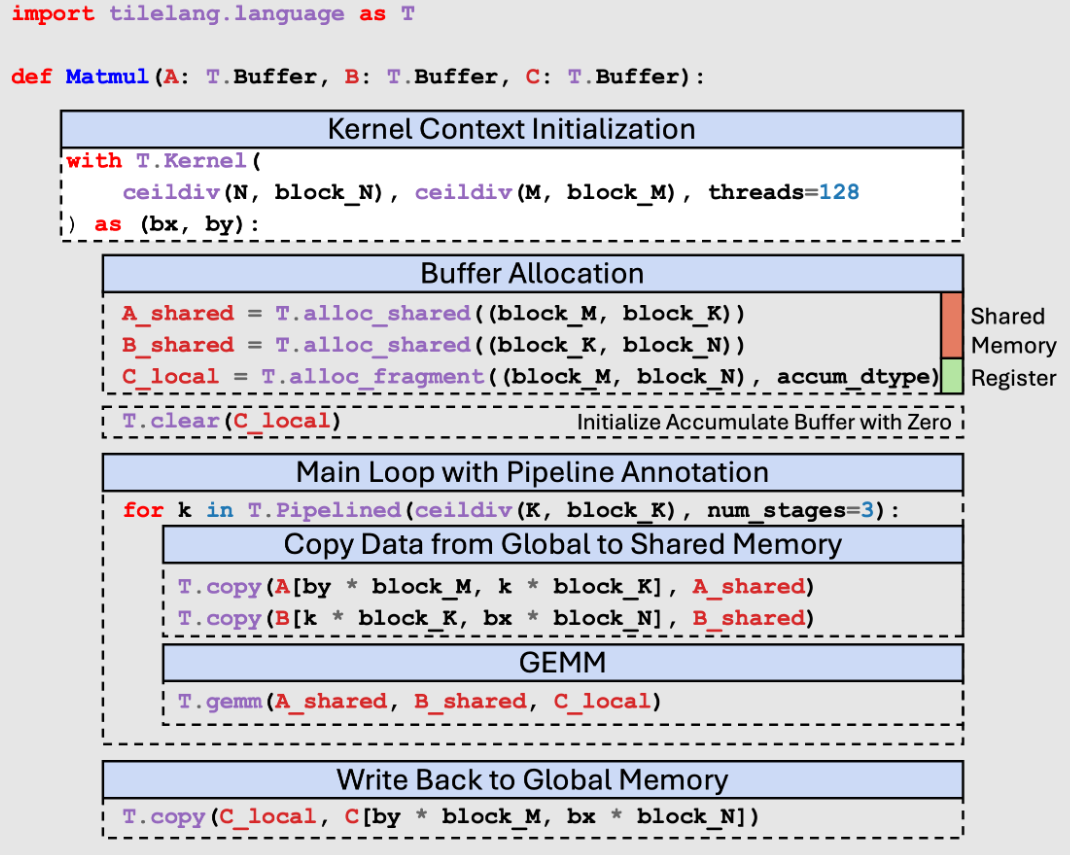 import tilelang.language as T
def Matmul(A: T.Buffer, B: T.Buffer, C: T.Buffer):
Kernel Context Initialization
with T.Kernel(
ceildiv(N, block_N), ceildiv(M, block_M), threads=128
) as (bx, by):
Buffer Allocation
A_shared = T.alloc_shared((block_M, block_K))
B_shared = T.alloc_shared((block_K, block_N))
C_local = T.alloc_fragment((block_M, block_N), accum_dtype)
Shared
Memory
Register
T.clear(C_local)
Initialize Accumulate Buffer with Zero
Main Loop with Pipeline Annotation
for k in T.Pipelined(ceildiv(K, block_K), num_stages=3):
Copy Data from Global to Shared Memory
T.copy(A[by * block_M, k * block_K], A_shared)
T.copy(B[k * block_K, bx * block_N], B_shared)
GEMM
T.gemm(A_shared, B_shared, C_local)
Write Back to Global Memory
T.copy(C_local, C[by * block_M, bx * block_N])